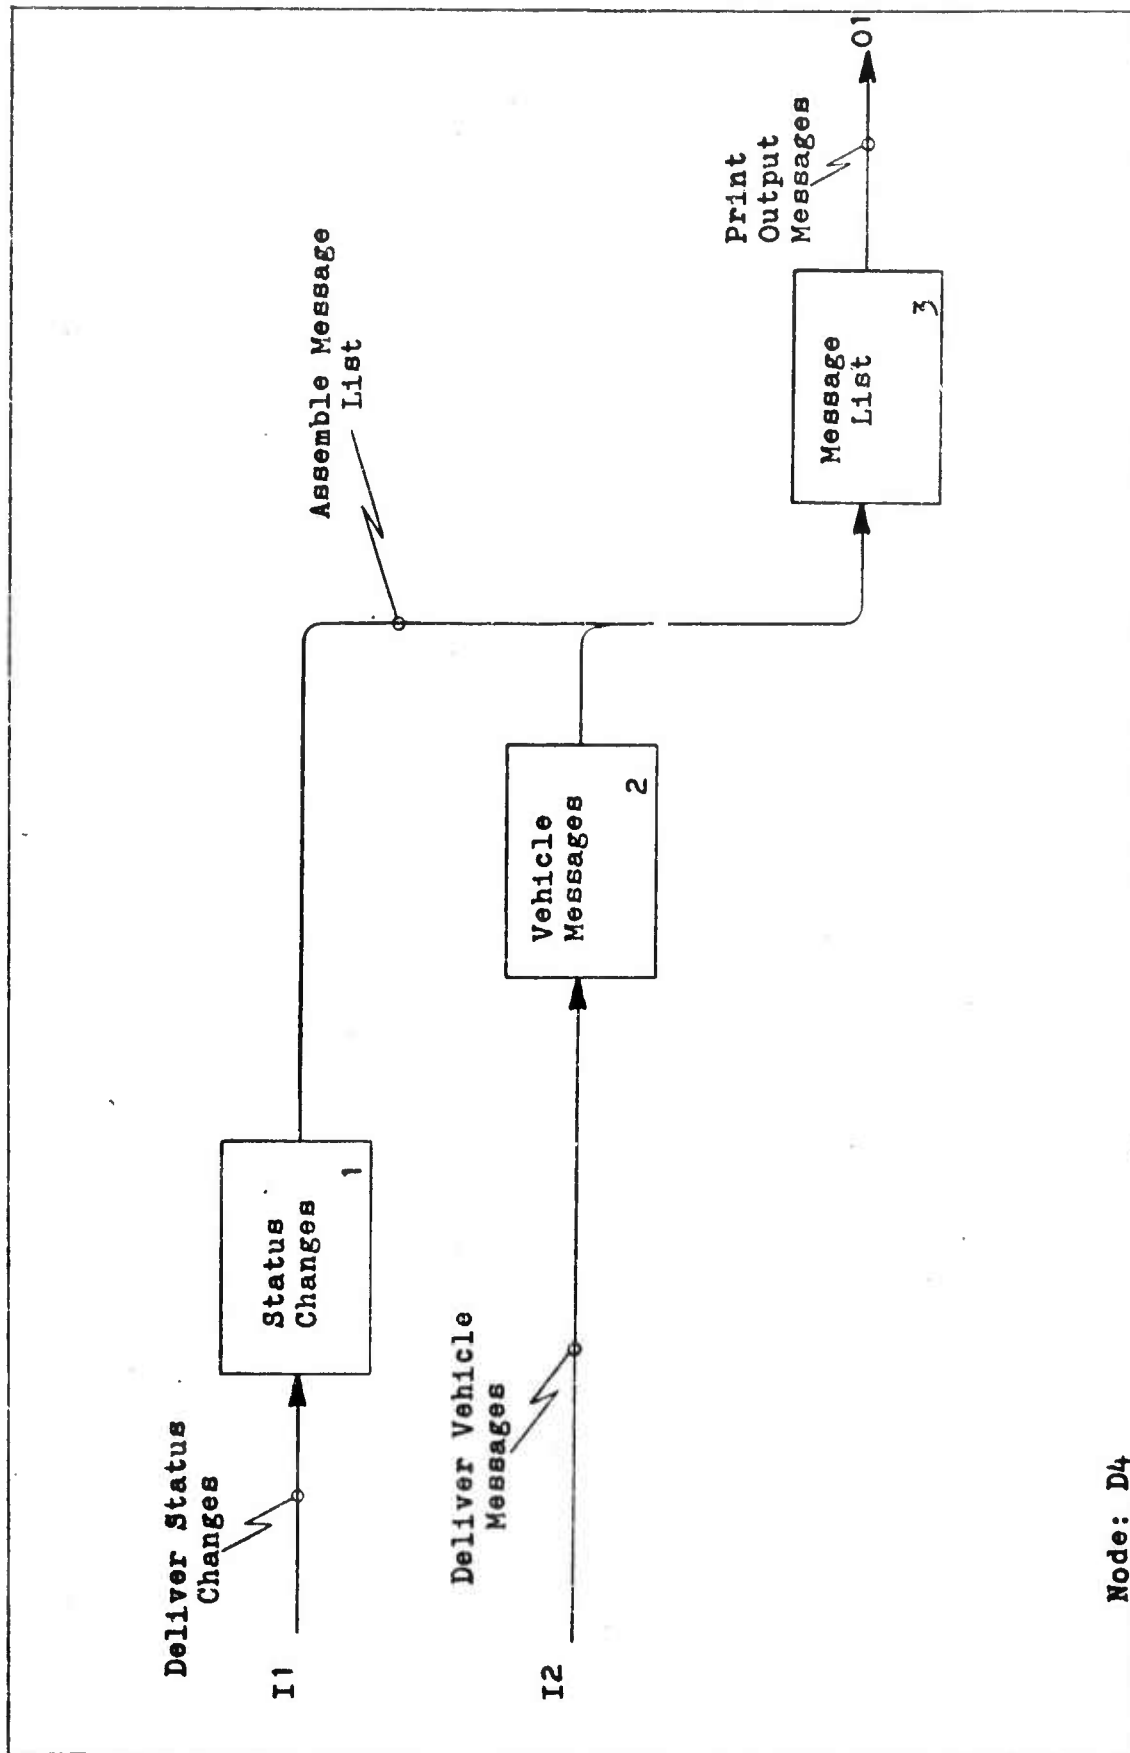 Deliver Status
Changes
I1
Status
Changes
1
Assemble Message
List
Deliver Vehicle
Messages
I2
Vehicle
Messages
2
Print
Output
Messages
Message
List
3
O1
Node: D4